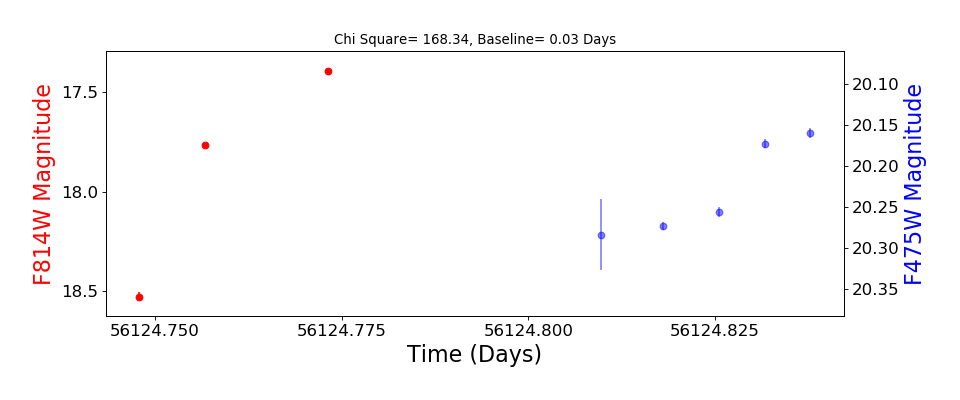 Chi Square= 168.34, Baseline= 0.03 Days
F814W Magnitude
17.5
18.0
18.5
20.10
20.15
20.20
20.25
20.30
20.35
F475W Magnitude
56124.750 56124.775 56124.800 56124.825
Time (Days)